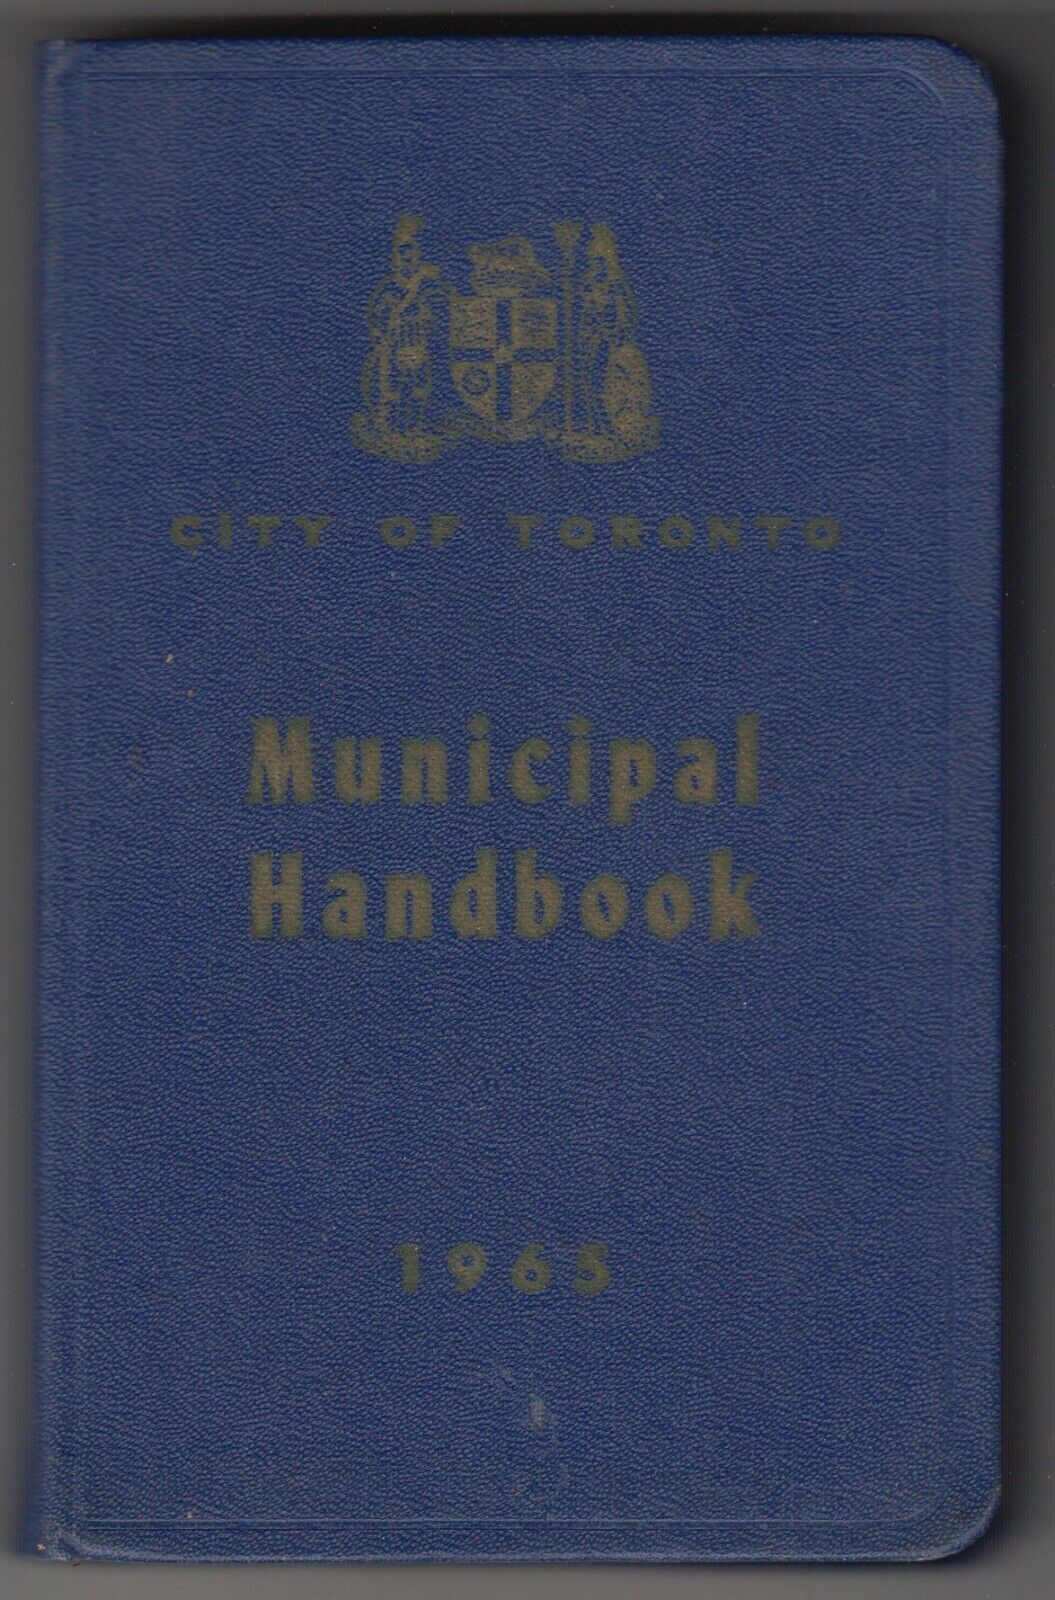 CITY OF TORONTO
Municipal
Handbook
1965